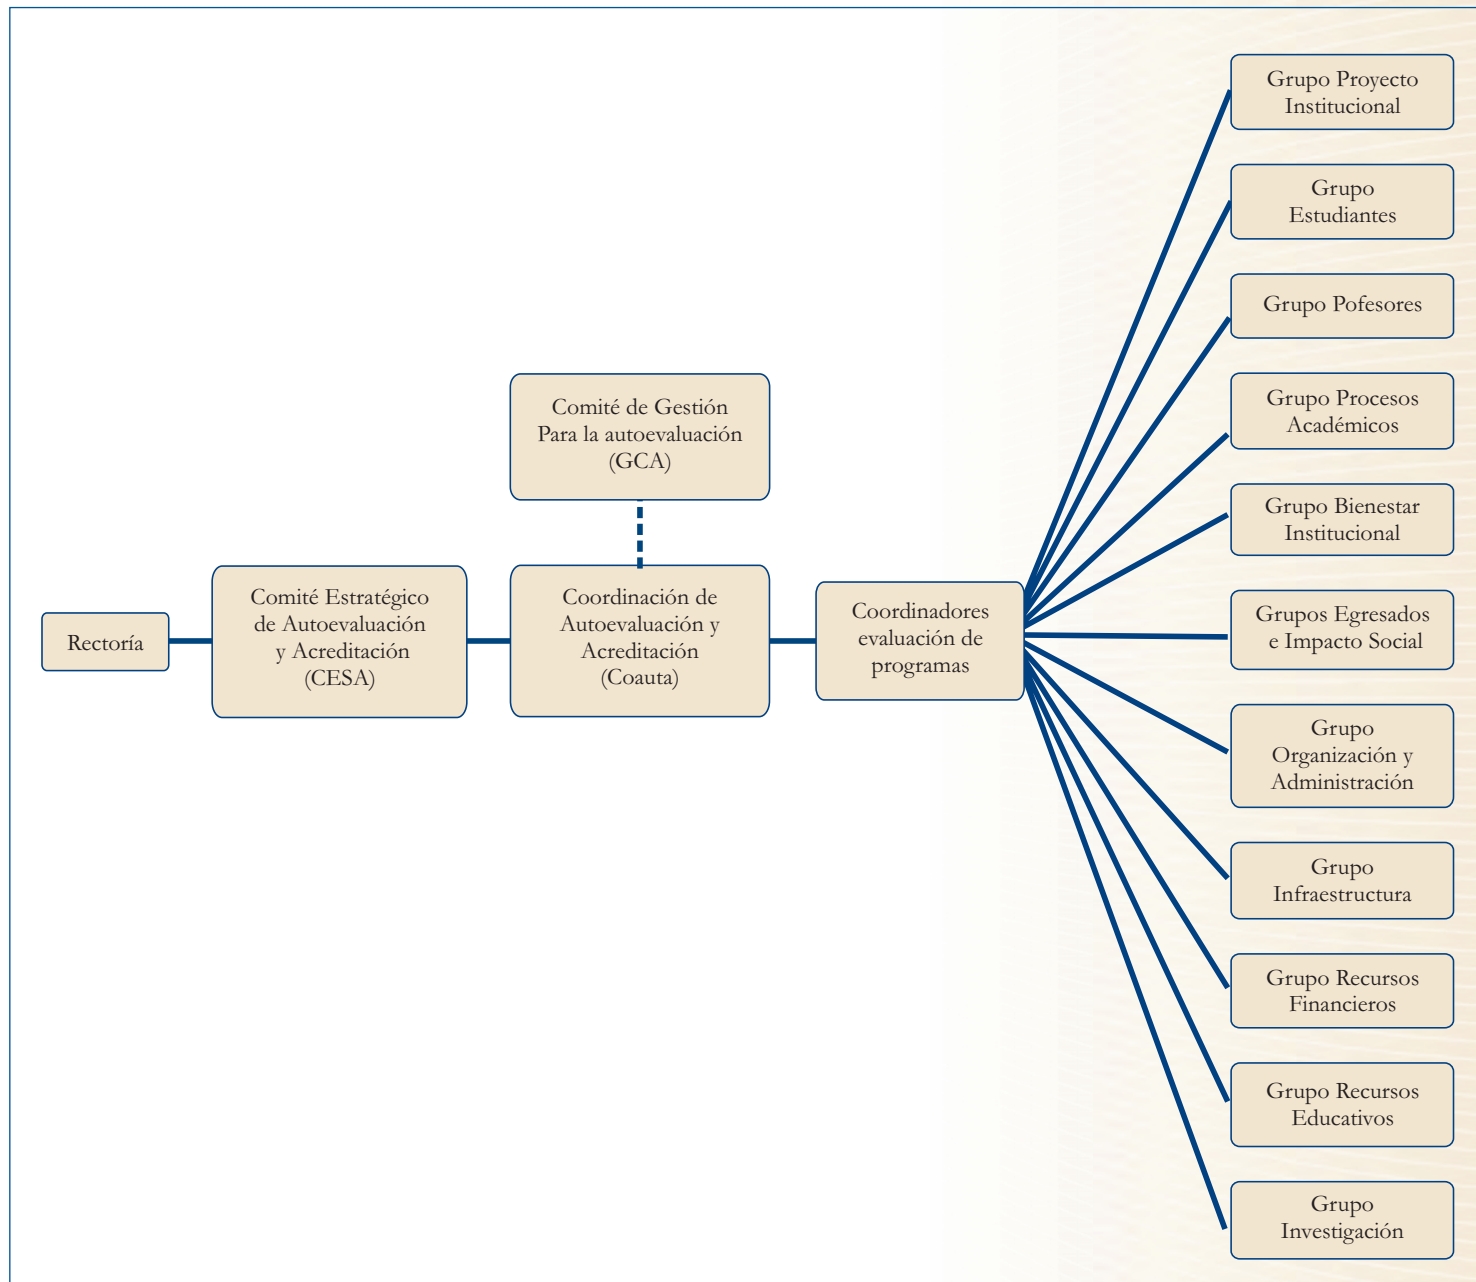 Rectoría
Comité Estratégico
de Autoevaluación
y Acreditación
(CESA)
Comité de Gestión
Para la autoevaluación
(GCA)
Coordinación de
Autoevaluación y
Acreditación
(Coauta)
Coordinadores
evaluación de
programas
Grupo Proyecto
Institucional
Grupo
Estudiantes
Grupo Pofesores
Grupo Procesos
Académicos
Grupo Bienestar
Institucional
Grupos Egresados
e Impacto Social
Grupo
Organización y
Administración
Grupo
Infraestructura
Grupo Recursos
Financieros
Grupo Recursos
Educativos
Grupo
Investigación